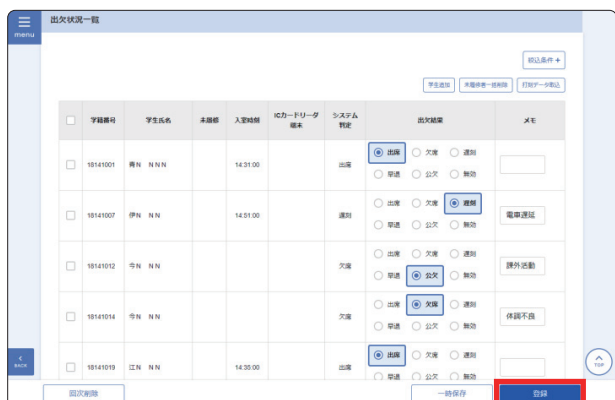 出欠状況一覧
menu
絞込条件 +
学生追加 未履修者一括削除 打刻データ取込
学籍番号 学生氏名 未履修 入室時刻 ICカードリーダ端末 システム判定 出欠結果 メモ
18141001 青N NNN 14:31:00 出席
出席 欠席 遅刻
早退 公欠 無効
18141007 伊N NN 14:51:00 遅刻 電車遅延
出席 欠席 遅刻
早退 公欠 無効
18141012 今N NN 欠席 課外活動
出席 欠席 遅刻
早退 公欠 無効
18141014 今N NN 欠席 体調不良
出席 欠席 遅刻
早退 公欠 無効
18141019 江N NN 14:35:00 出席
出席 欠席 遅刻
早退 公欠 無効
BACK
TOP
回次削除 一時保存 登録